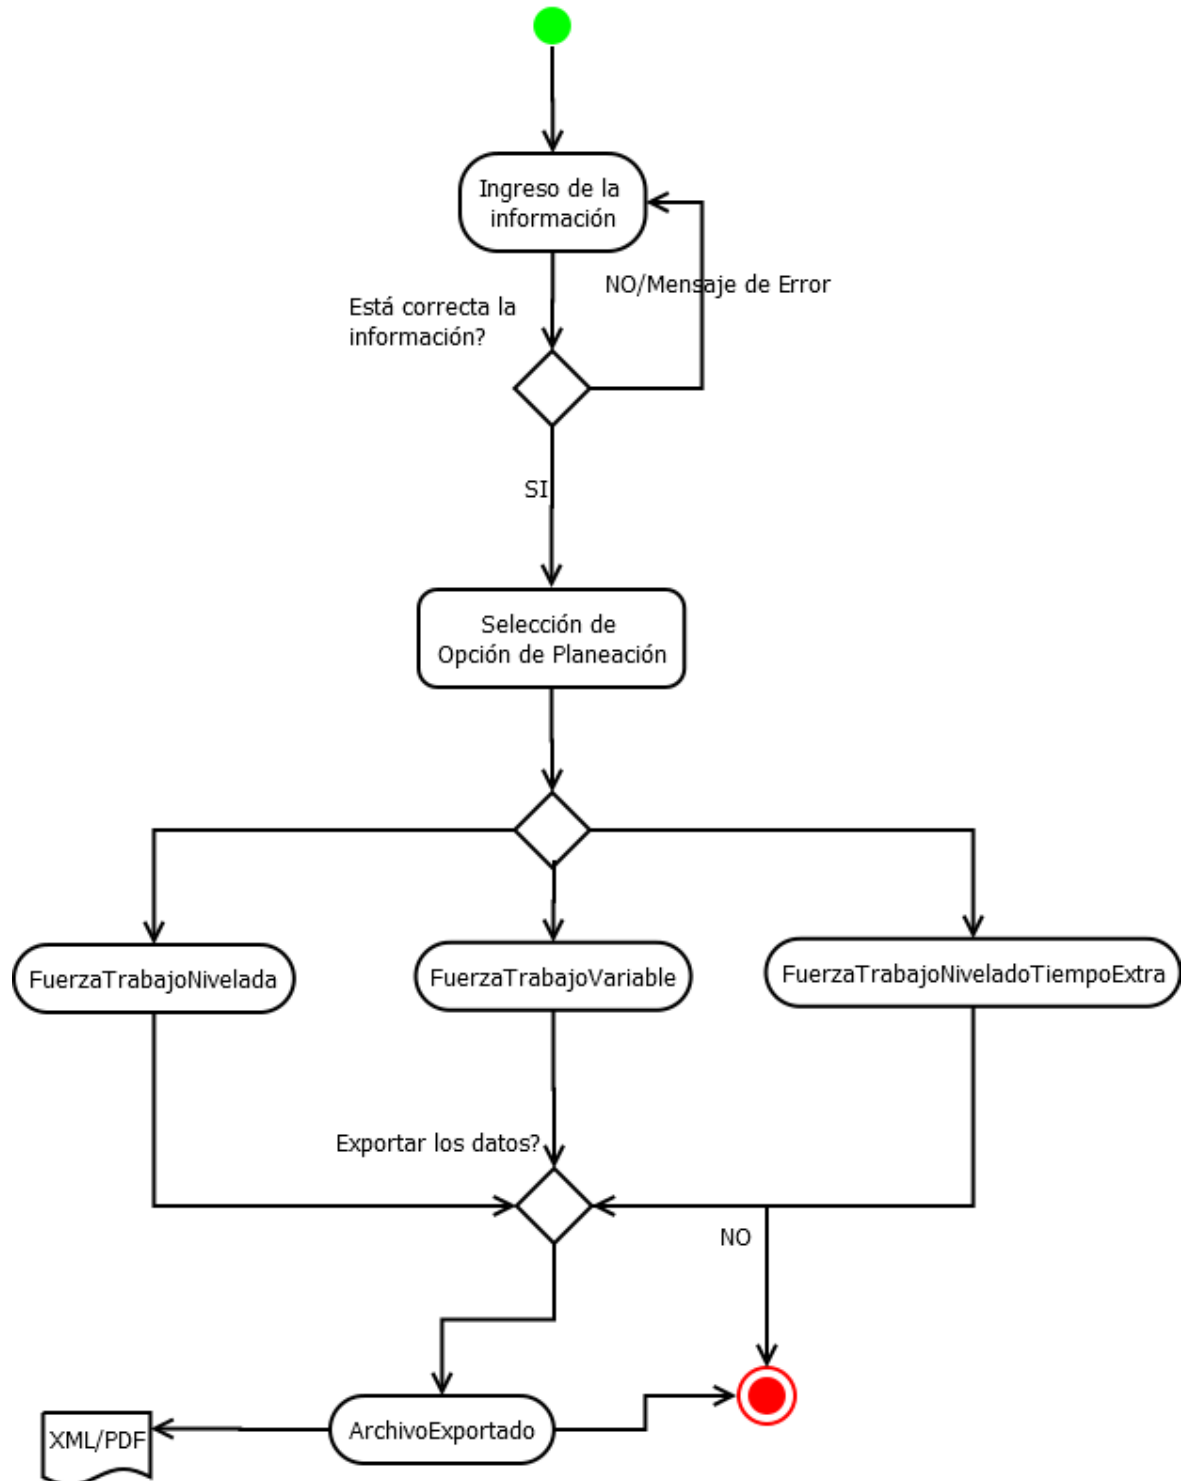 Ingreso de la
información
NO/Mensaje de Error
Está correcta la
información?
SI
Selección de
Opción de Planeación
FuerzaTrabajoNivelada
FuerzaTrabajoVariable
FuerzaTrabajoNiveladoTiempoExtra
Exportar los datos?
NO
ArchivoExportado
XML/PDF